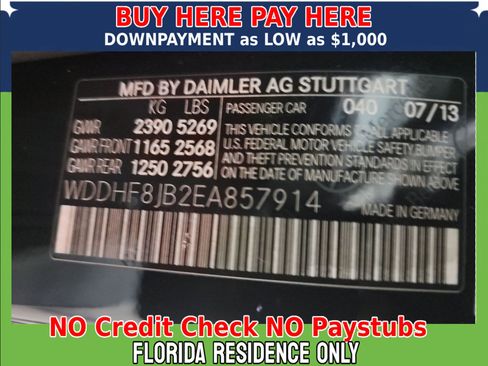 BUY HERE PAY HERE
DOWNPAYMENT as LOW as $1,000
MFD BY DAIMLER AG STUTTGART
KG LBS PASSENGER CAR 040 07/13
GVWR 2390 5269 THIS VEHICLE CONFORMS TO ALL APPLICABLE
GAWR FRONT 1165 2568 U.S. FEDERAL MOTOR VEHICLE SAFETY, BUMPER
GAWR REAR 1250 2756 AND THEFT PREVENTION STANDARDS IN EFFECT
ON THE DATE OF MANUFACTURE SHOWN ABOVE.
WDDHF8JB2EA857914
MADE IN GERMANY
NO Credit Check NO Paystubs
FLORIDA RESIDENCE ONLY